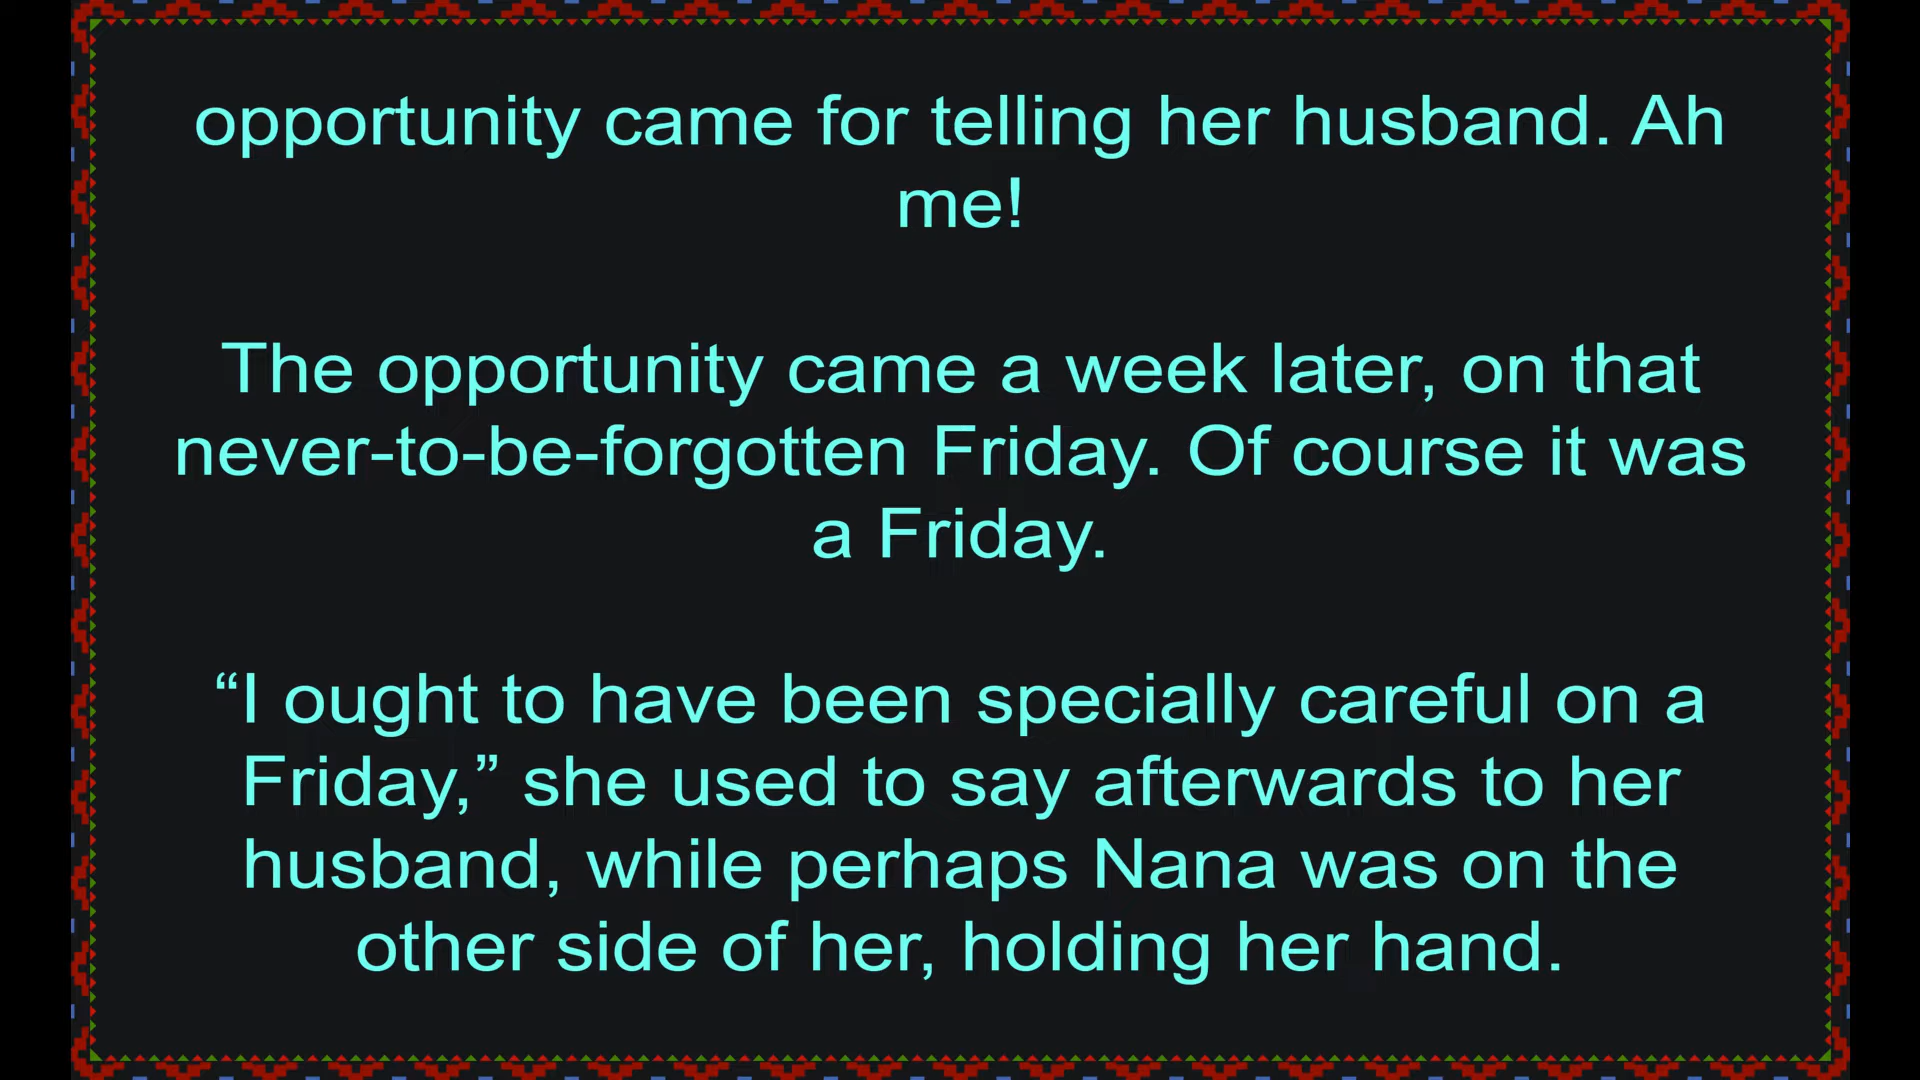 opportunity came for telling her husband. Ah
me!
The opportunity came a week later, on that
never-to-be-forgotten Friday. Of course it was
a Friday.
“I ought to have been specially careful on a
Friday,” she used to say afterwards to her
husband, while perhaps Nana was on the
other side of her, holding her hand.